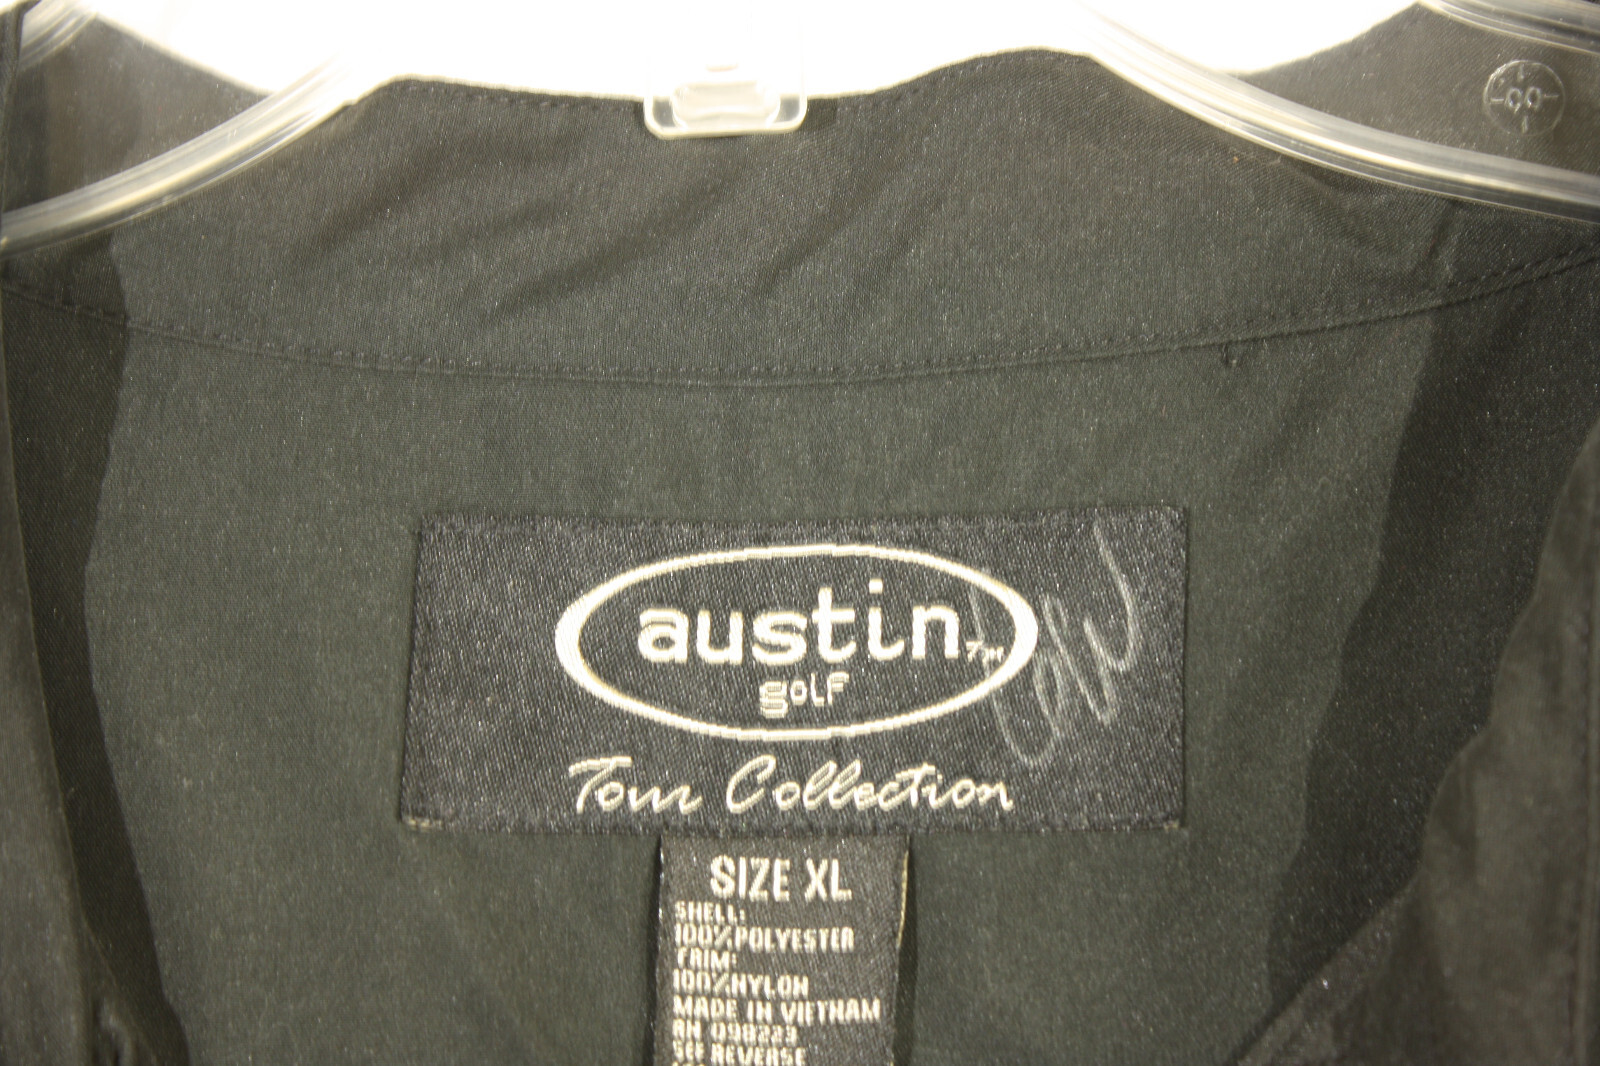 austin TM
golf
Tour Collection
SIZE XL
SHELL:
100% POLYESTER
TRIM:
100% NYLON
MADE IN VIETNAM
RN 098223
SEE REVERSE